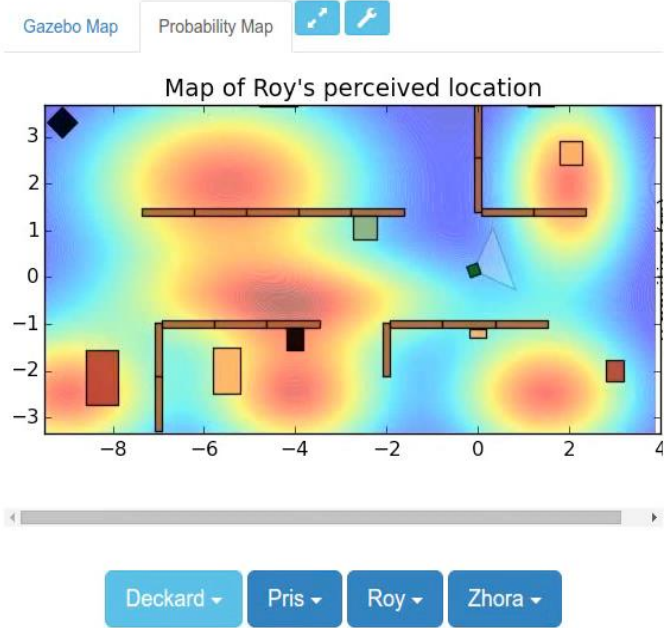 Gazebo Map Probability Map
Map of Roy's perceived location
3
2
1
0
−1
−2
−3
−8 −6 −4 −2 0 2 4
Deckard Pris Roy Zhora